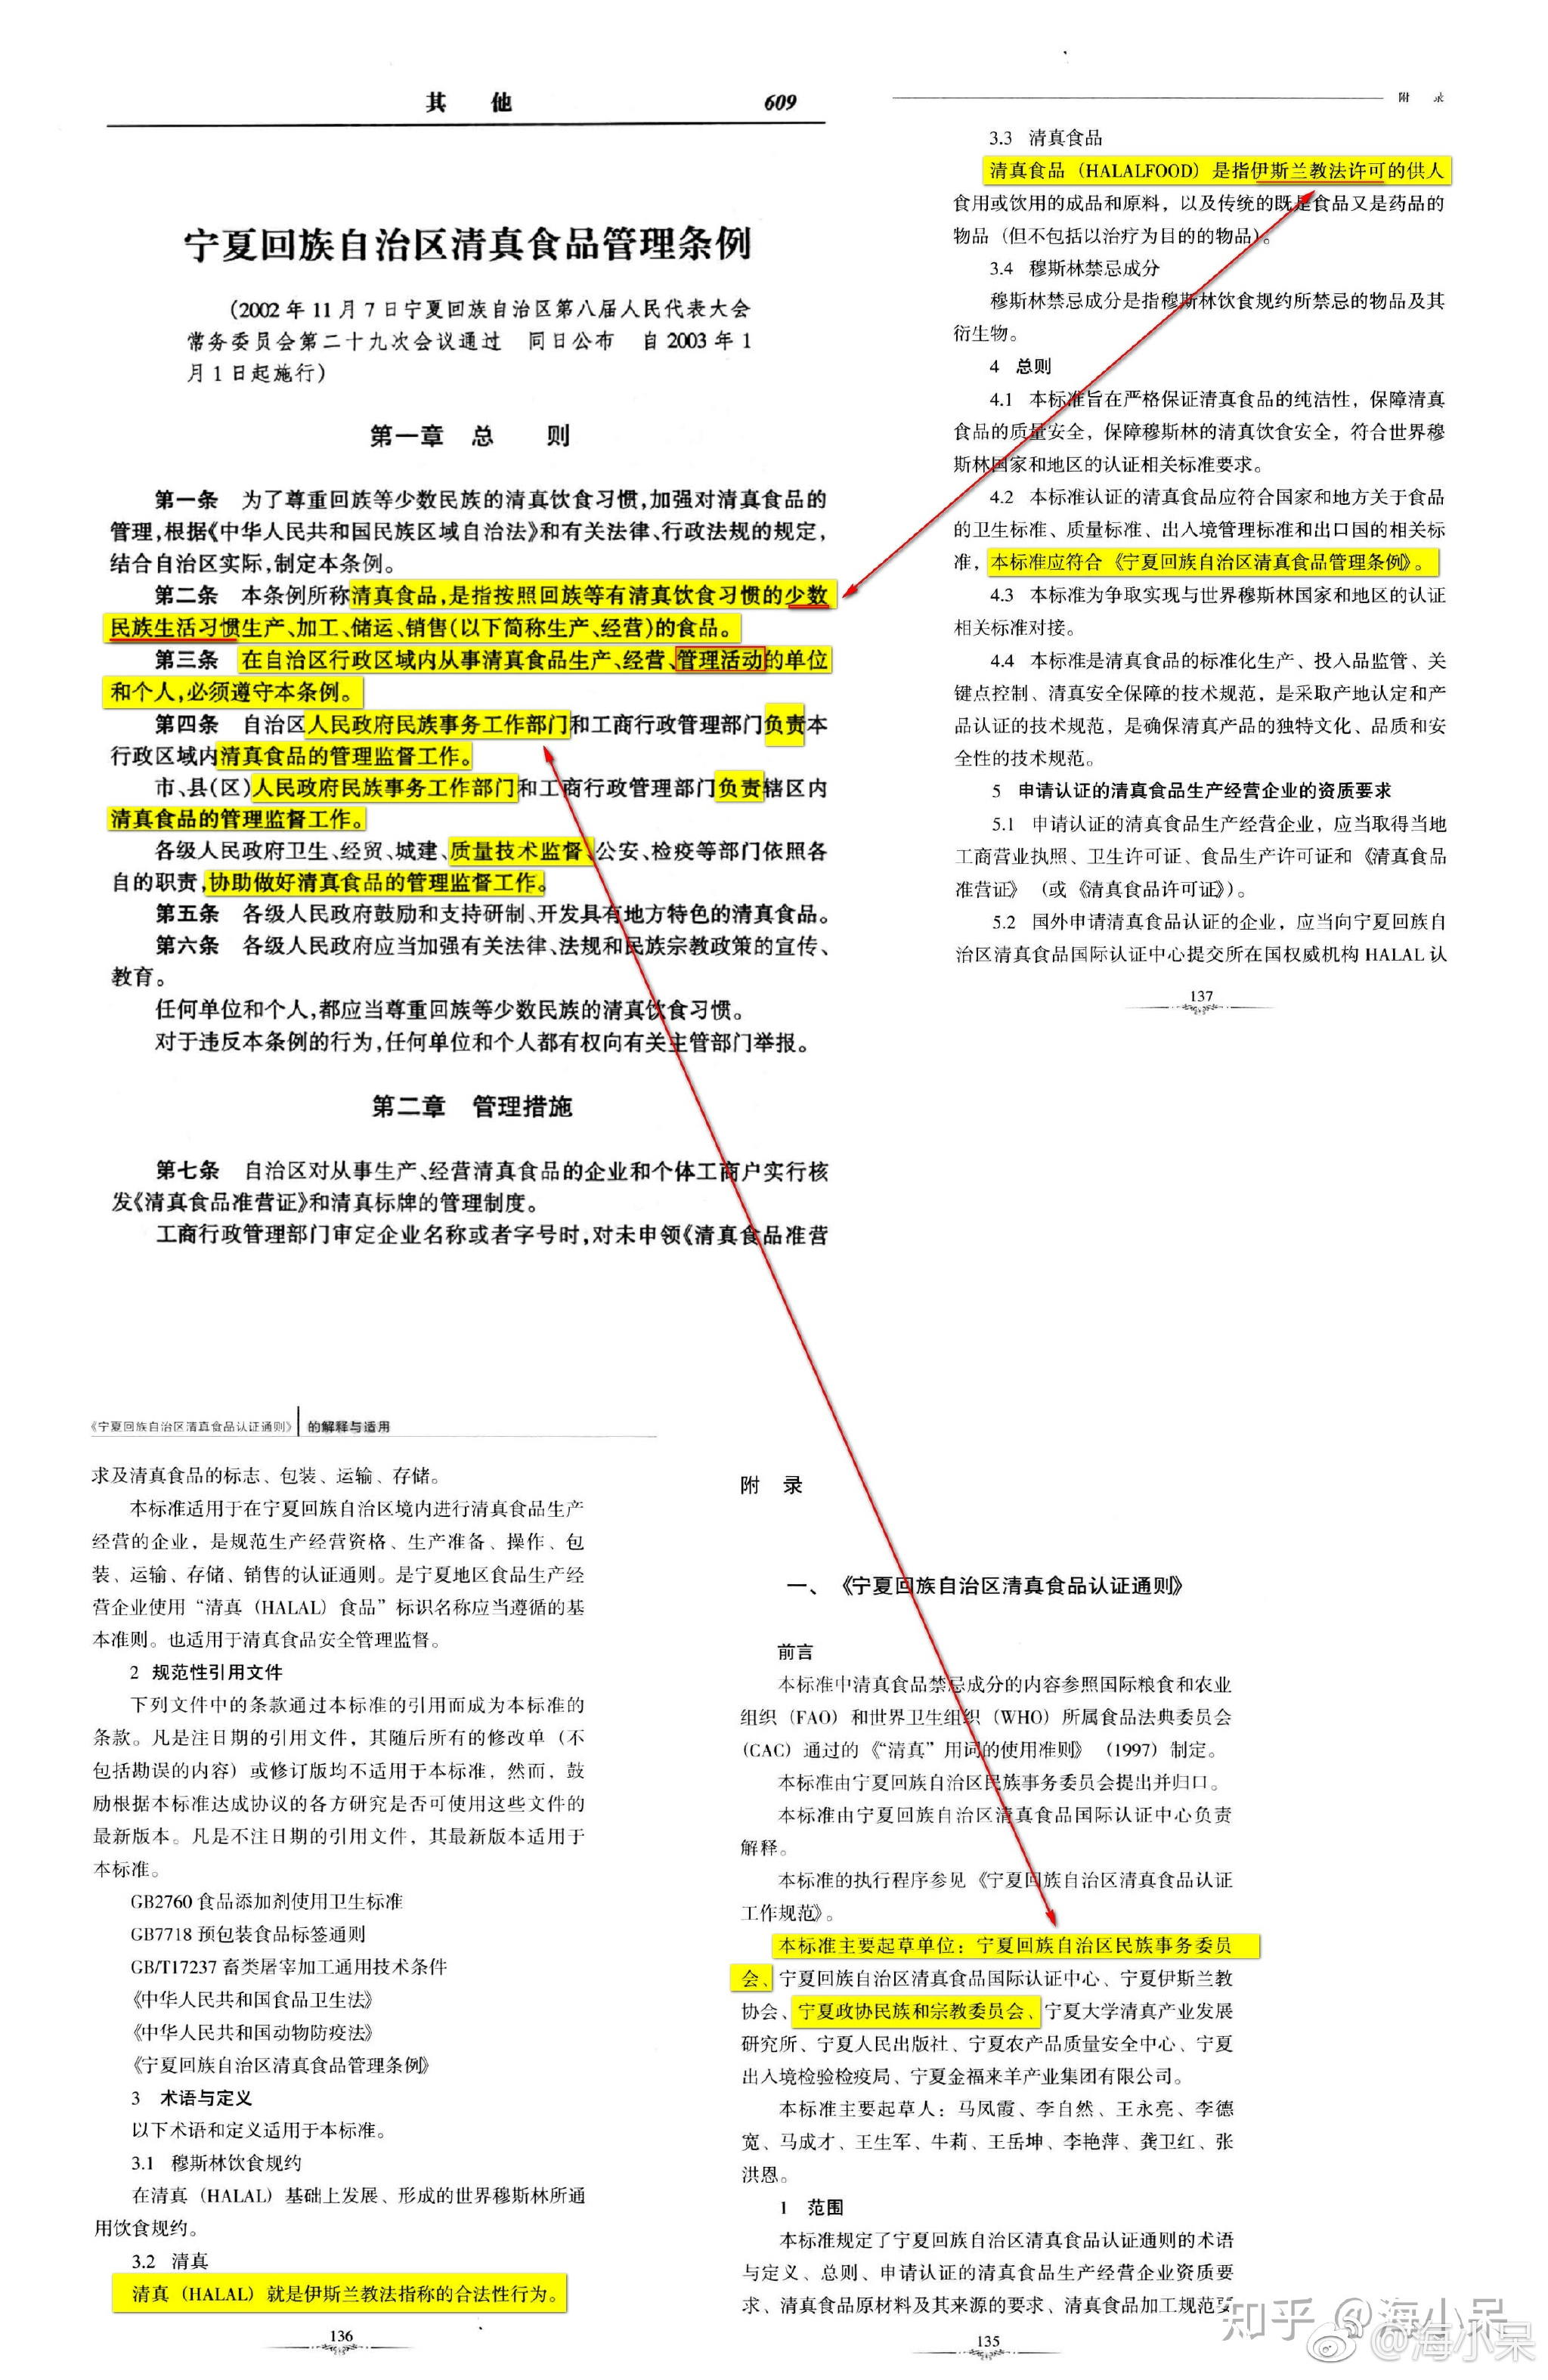 其 他 609
宁夏回族自治区清真食品管理条例
(2002年11月7日宁夏回族自治区第八届人民代表大会
常务委员会第二十九次会议通过 同日公布 自2003年1
月1日起施行)
第一章 总 则
第一条 为了尊重回族等少数民族的清真饮食习惯,加强对清真食品的
管理,根据《中华人民共和国民族区域自治法》和有关法律、行政法规的规定,
结合自治区实际,制定本条例。
第二条 本条例所称清真食品,是指按照回族等有清真饮食习惯的少数
民族生活习惯生产、加工、储运、销售(以下简称生产、经营)的食品。
第三条 在自治区行政区域内从事清真食品生产、经营、管理活动的单位
和个人,必须遵守本条例。
第四条 自治区人民政府民族事务工作部门和工商行政管理部门负责本
行政区域内清真食品的管理监督工作。
市、县(区)人民政府民族事务工作部门和工商行政管理部门负责辖区内
清真食品的管理监督工作。
各级人民政府卫生、经贸、城建、质量技术监督、公安、检疫等部门依照各
自的职责,协助做好清真食品的管理监督工作。
第五条 各级人民政府鼓励和支持研制、开发具有地方特色的清真食品。
第六条 各级人民政府应当加强有关法律、法规和民族宗教政策的宣传、
教育。
任何单位和个人,都应当尊重回族等少数民族的清真饮食习惯。
对于违反本条例的行为,任何单位和个人都有权向有关主管部门举报。
第二章 管理措施
第七条 自治区对从事生产、经营清真食品的企业和个体工商户实行核
发《清真食品准营证》和清真标牌的管理制度。
工商行政管理部门审定企业名称或者字号时,对未申领《清真食品准营
附 录
3.3 清真食品
清真食品（HALALFOOD）是指伊斯兰教法许可的供人
食用或饮用的成品和原料，以及传统的既是食品又是药品的
物品（但不包括以治疗为目的的物品）。
3.4 穆斯林禁忌成分
穆斯林禁忌成分是指穆斯林饮食规约所禁忌的物品及其
衍生物。
4 总则
4.1 本标准旨在严格保证清真食品的纯洁性，保障清真
食品的质量安全，保障穆斯林的清真饮食安全，符合世界穆
斯林国家和地区的认证相关标准要求。
4.2 本标准认证的清真食品应符合国家和地方关于食品
的卫生标准、质量标准、出入境管理标准和出口国的相关标
准，本标准应符合《宁夏回族自治区清真食品管理条例》。
4.3 本标准为争取实现与世界穆斯林国家和地区的认证
相关标准对接。
4.4 本标准是清真食品的标准化生产、投入品监管、关
键点控制、清真安全保障的技术规范，是采取产地认定和产
品认证的技术规范，是确保清真产品的独特文化、品质和安
全性的技术规范。
5 申请认证的清真食品生产经营企业的资质要求
5.1 申请认证的清真食品生产经营企业，应当取得当地
工商营业执照、卫生许可证、食品生产许可证和《清真食品
准营证》（或《清真食品许可证》）。
5.2 国外申请清真食品认证的企业，应当向宁夏回族自
治区清真食品国际认证中心提交所在国权威机构HALAL认
137
《宁夏回族自治区清真食品认证通则》 的解释与适用
求及清真食品的标志、包装、运输、存储。
本标准适用于在宁夏回族自治区境内进行清真食品生产
经营的企业，是规范生产经营资格、生产准备、操作、包
装、运输、存储、销售的认证通则。是宁夏地区食品生产经
营企业使用“清真（HALAL）食品”标识名称应当遵循的基
本准则。也适用于清真食品安全管理监督。
2 规范性引用文件
下列文件中的条款通过本标准的引用而成为本标准的
条款。凡是注日期的引用文件，其随后所有的修改单（不
包括勘误的内容）或修订版均不适用于本标准，然而，鼓
励根据本标准达成协议的各方研究是否可使用这些文件的
最新版本。凡是不注日期的引用文件，其最新版本适用于
本标准。
GB2760食品添加剂使用卫生标准
GB7718预包装食品标签通则
GB/T17237畜类屠宰加工通用技术条件
《中华人民共和国食品卫生法》
《中华人民共和国动物防疫法》
《宁夏回族自治区清真食品管理条例》
3 术语与定义
以下术语和定义适用于本标准。
3.1 穆斯林饮食规约
在清真（HALAL）基础上发展、形成的世界穆斯林所通
用饮食规约。
3.2 清真
清真（HALAL）就是伊斯兰教法指称的合法性行为。
136
附 录
一、《宁夏回族自治区清真食品认证通则》
前言
本标准中清真食品禁忌成分的内容参照国际粮食和农业
组织（FAO）和世界卫生组织（WHO）所属食品法典委员会
（CAC）通过的《“清真”用词的使用准则》（1997）制定。
本标准由宁夏回族自治区民族事务委员会提出并归口。
本标准由宁夏回族自治区清真食品国际认证中心负责
解释。
本标准的执行程序参见《宁夏回族自治区清真食品认证
工作规范》。
本标准主要起草单位：宁夏回族自治区民族事务委员
会、宁夏回族自治区清真食品国际认证中心、宁夏伊斯兰教
协会、宁夏政协民族和宗教委员会、宁夏大学清真产业发展
研究所、宁夏人民出版社、宁夏农产品质量安全中心、宁夏
出入境检验检疫局、宁夏金福来羊产业集团有限公司。
本标准主要起草人：马凤霞、李自然、王永亮、李德
宽、马成才、王生军、牛莉、王岳坤、李艳萍、龚卫红、张
洪恩。
1 范围
本标准规定了宁夏回族自治区清真食品认证通则的术语
与定义、总则、申请认证的清真食品生产经营企业资质要
求、清真食品原材料及其来源的要求、清真食品加工规范要
135
知乎 @海小呆
@海小呆